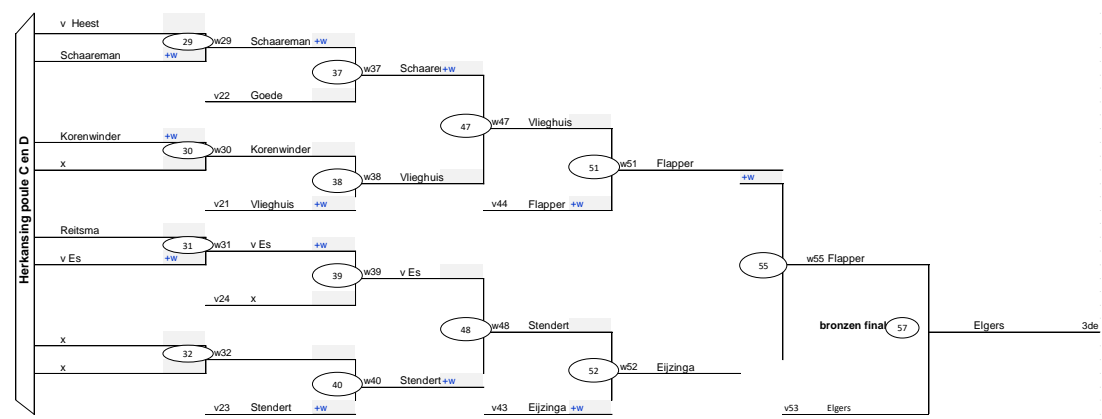 Herkansing poule C en D
v Heest
29
w29 Schaareman +w
Schaareman +w
37
w37 Schaarei +w
v22 Goede
47
w47 Vlieghuis
Korenwinder +w
30
w30 Korenwinder
x
38
w38 Vlieghuis
51
w51 Flapper
+w
v21 Vlieghuis +w
v44 Flapper +w
Reitsma
31
w31 v Es +w
v Es +w
39
w39 v Es
55
w55 Flapper
v24 x
48
w48 Stendert
bronzen final 57
Elgers 3de
x
32
w32
x
40
w40 Stendert +w
52
w52 Eijzinga
v23 Stendert +w
v43 Eijzinga +w
v53 Elgers